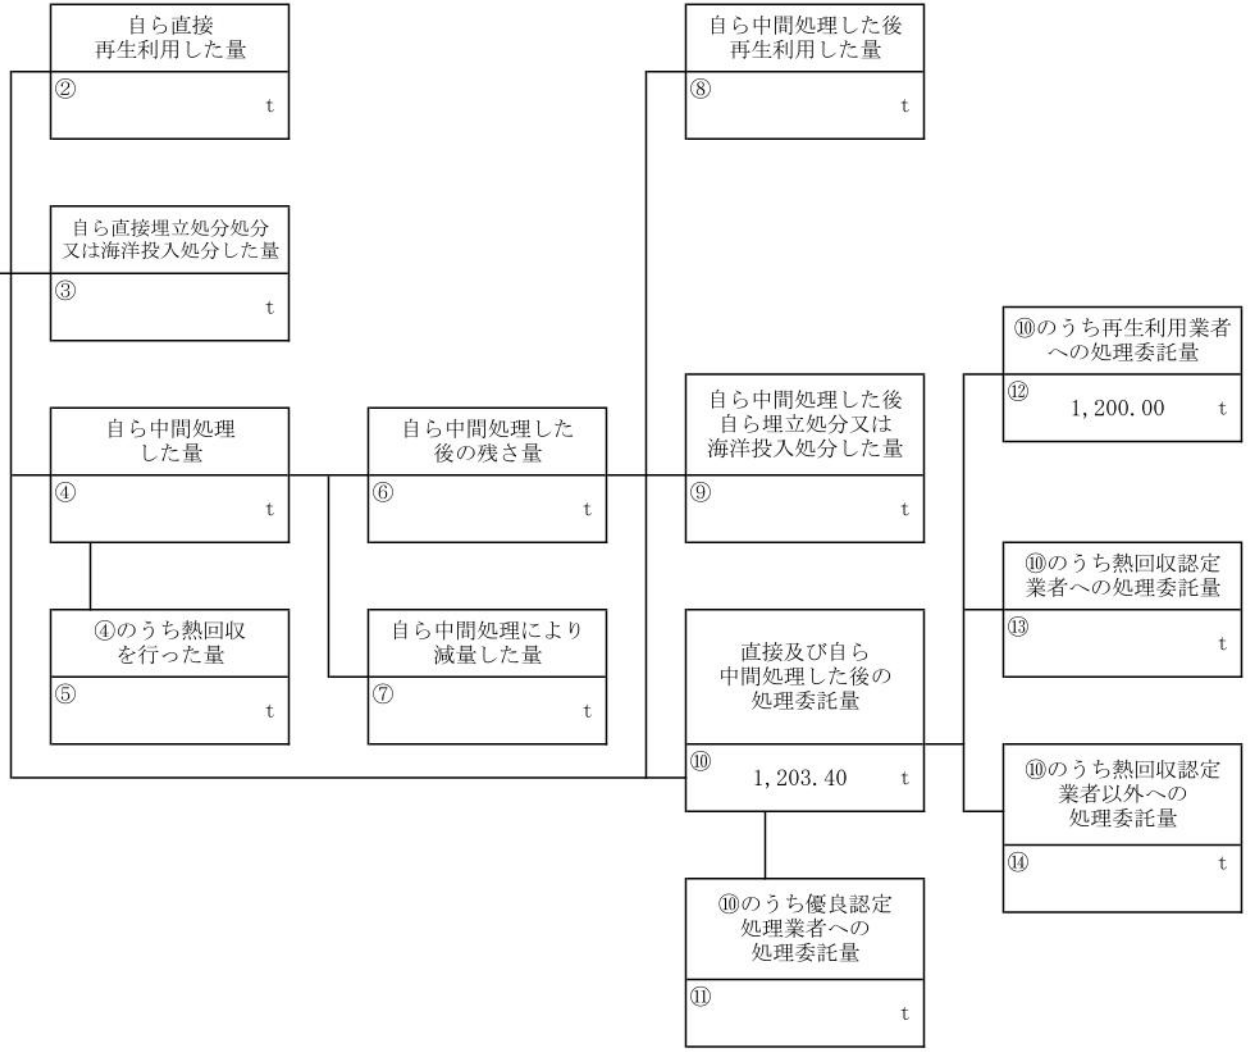 自ら直接
再生利用した量
②
t
自ら中間処理した後
再生利用した量
⑧
t
自ら直接埋立処分処分
又は海洋投入処分した量
③
t
⑩のうち再生利用業者
への処理委託量
⑫
1,200.00 t
自ら中間処理
した量
④
t
自ら中間処理した
後の残さ量
⑥
t
自ら中間処理した後
自ら埋立処分又は
海洋投入処分した量
⑨
t
⑩のうち熱回収認定
業者への処理委託量
⑬
t
④のうち熱回収
を行った量
⑤
t
自ら中間処理により
減量した量
⑦
t
直接及び自ら
中間処理した後の
処理委託量
⑩
1,203.40 t
⑩のうち熱回収認定
業者以外への
処理委託量
⑭
t
⑩のうち優良認定
処理業者への
処理委託量
⑪
t